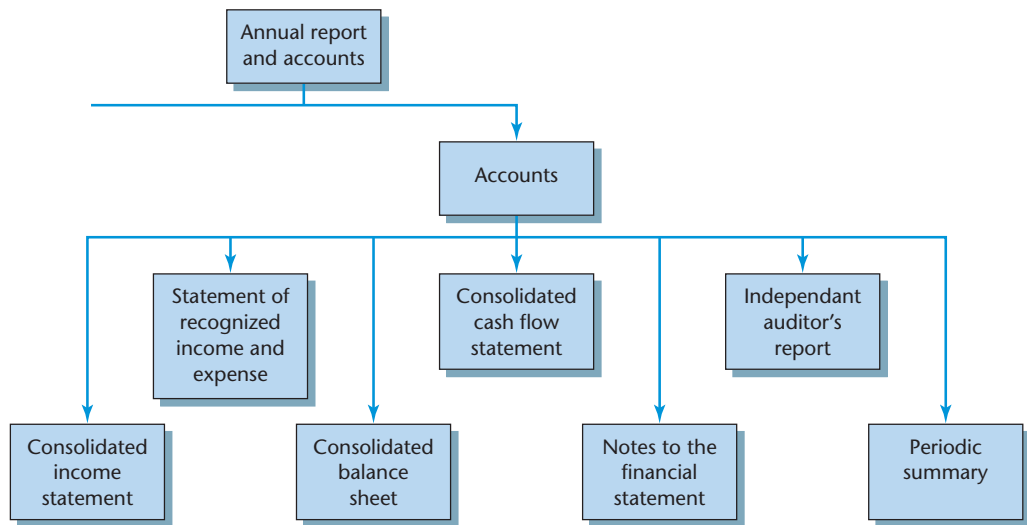 Annual report
and accounts
Accounts
Statement of
recognized
income and
expense
Consolidated
cash flow
statement
Independant
auditor's
report
Consolidated
income
statement
Consolidated
balance
sheet
Notes to the
financial
statement
Periodic
summary